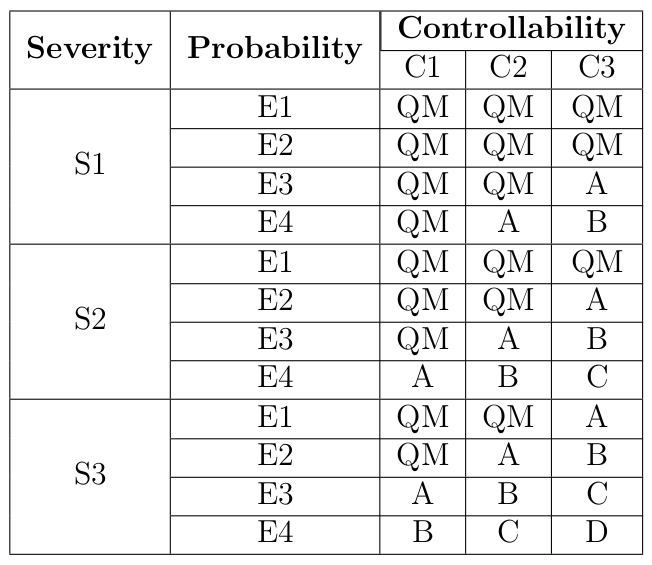 Severity Probability Controllability
C1 C2 C3
S1 E1 QM QM QM
E2 QM QM QM
E3 QM QM A
E4 QM A B
S2 E1 QM QM QM
E2 QM QM A
E3 QM A B
E4 A B C
S3 E1 QM QM A
E2 QM A B
E3 A B C
E4 B C D